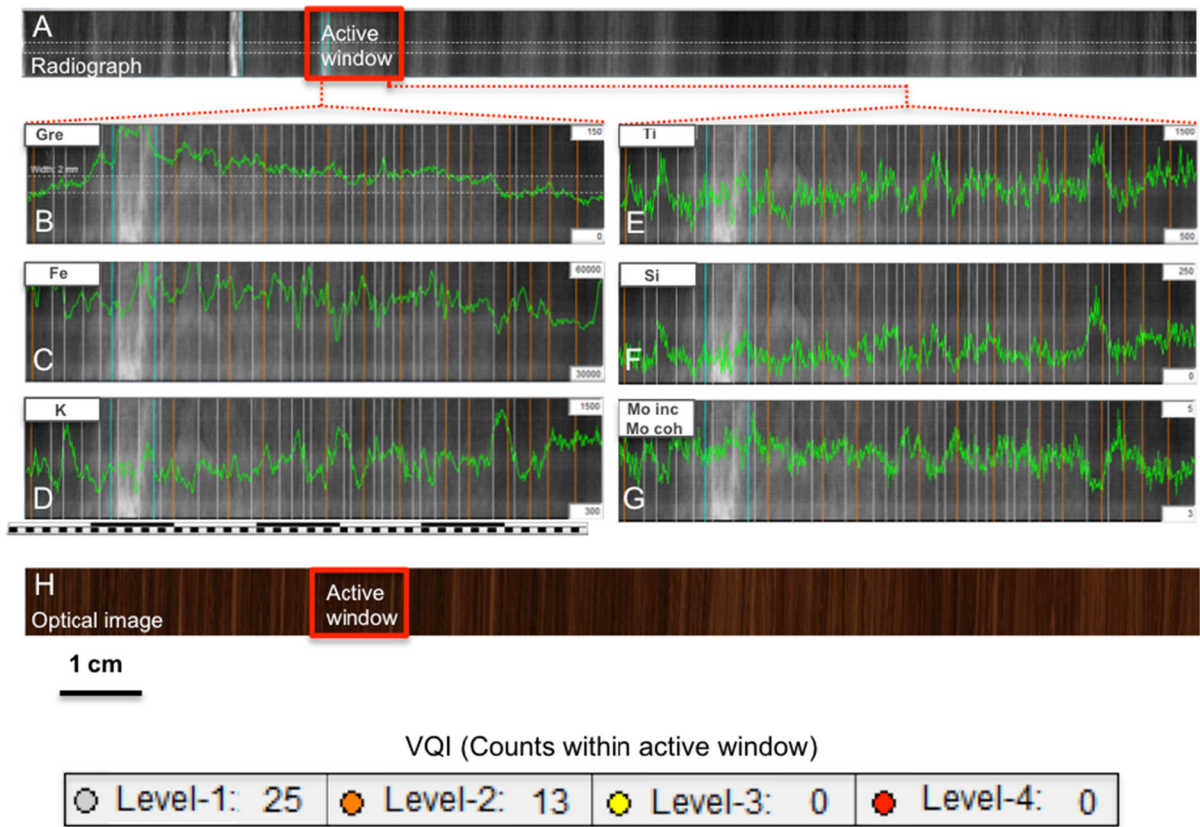 A
Radiograph
Active
window
Gre
150
Width: 2 mm
B
0
Ti
1500
E
500
Fe
60000
C
30000
Si
250
F
0
K
1500
D
300
Mo inc
Mo coh
5
G
3
H
Optical image
Active
window
1 cm
VQI (Counts within active window)
Level-1: 25 Level-2: 13 Level-3: 0 Level-4: 0